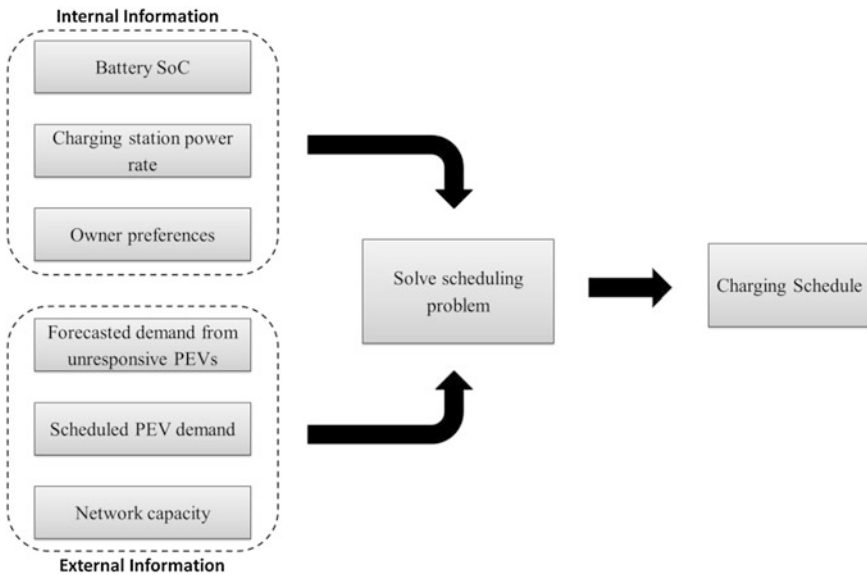 Internal Information
Battery SoC
Charging station power
rate
Owner preferences
Forecasted demand from
unresponsive PEVs
Scheduled PEV demand
Network capacity
External Information
Solve scheduling
problem
Charging Schedule